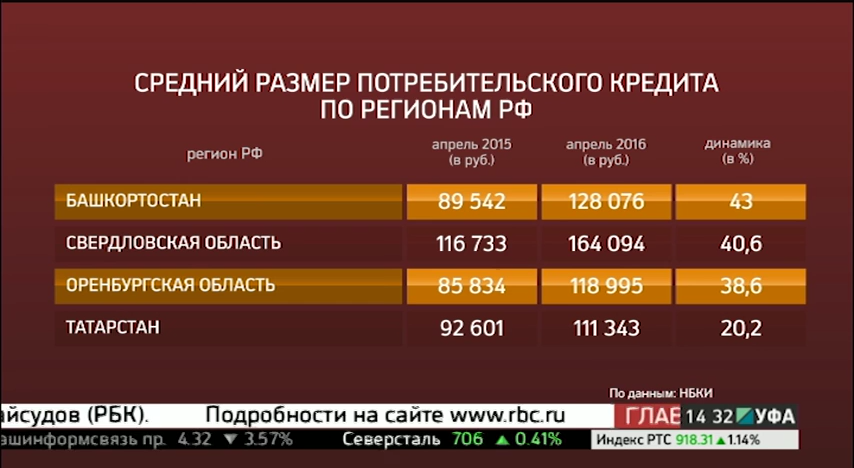 СРЕДНИЙ РАЗМЕР ПОТРЕБИТЕЛЬСКОГО КРЕДИТА
ПО РЕГИОНАМ РФ
регион РФ
апрель 2015
(в руб.)
апрель 2016
(в руб.)
динамика
(в %)
БАШКОРТОСТАН 89 542 128 076 43
СВЕРДЛОВСКАЯ ОБЛАСТЬ 116 733 164 094 40,6
ОРЕНБУРГСКАЯ ОБЛАСТЬ 85 834 118 995 38,6
ТАТАРСТАН 92 601 111 343 20,2
По данным: НБКИ
айсудов (РБК). Подробности на сайте www.rbc.ru ГЛАВ 14 32 УФА
ашинформсвязь пр. 4.32 ▼ 3.57% Северсталь 706 ▲ 0.41% Индекс РТС 918.31 ▲ 1.14%